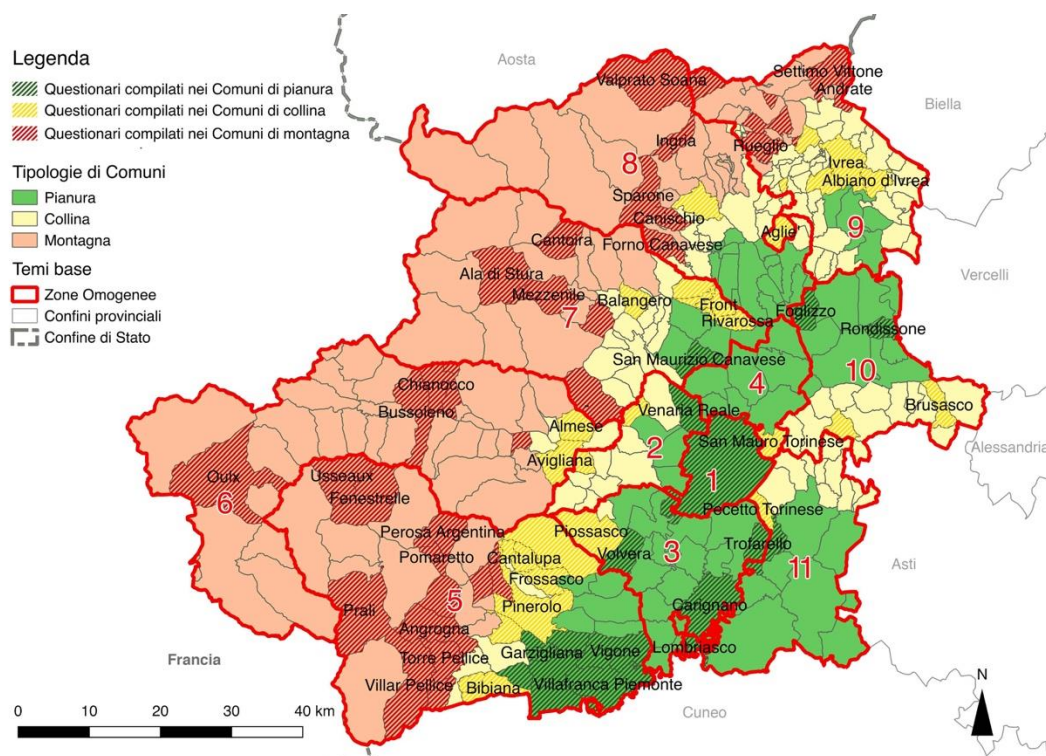 Legenda
Questionari compilati nei Comuni di pianura
Questionari compilati nei Comuni di collina
Questionari compilati nei Comuni di montagna
Tipologie di Comuni
Pianura
Collina
Montagna
Temi base
Zone Omogenee
Confini provinciali
Confine di Stato
Aosta
Valprato Soana
Settimo Vittone
Andrate
Biella
Ingria
Rueglio
8
Ivrea
Albiano d'Ivrea
Sparone
Canischio
9
Cantoira
Forno Canavese
Aglie'
Ala di Stura
Vercelli
Mezzenile
Balangero
Front
7
Rivarossa
Foglizzo
Rondissone
San Maurizio Canavese
10
4
Chianocco
Bussoleno
Venaria Reale
Brusasco
Almese
2
San Mauro Torinese
Alessandria
Avigliana
1
Oulx
Usseaux
6
Fenestrelle
Pecetto Torinese
Perosa Argentina
Piossasco
Trofarello
Volvera
3
Pomaretto
Cantalupa
11
Frossasco
Asti
5
Prali
Pinerolo
Carignano
Angrogna
Francia
Torre Pellice
Garzigliana
Vigone
Lombriasco
Villar Pellice
Bibiana
Villafranca Piemonte
N
Cuneo
0 10 20 30 40 km